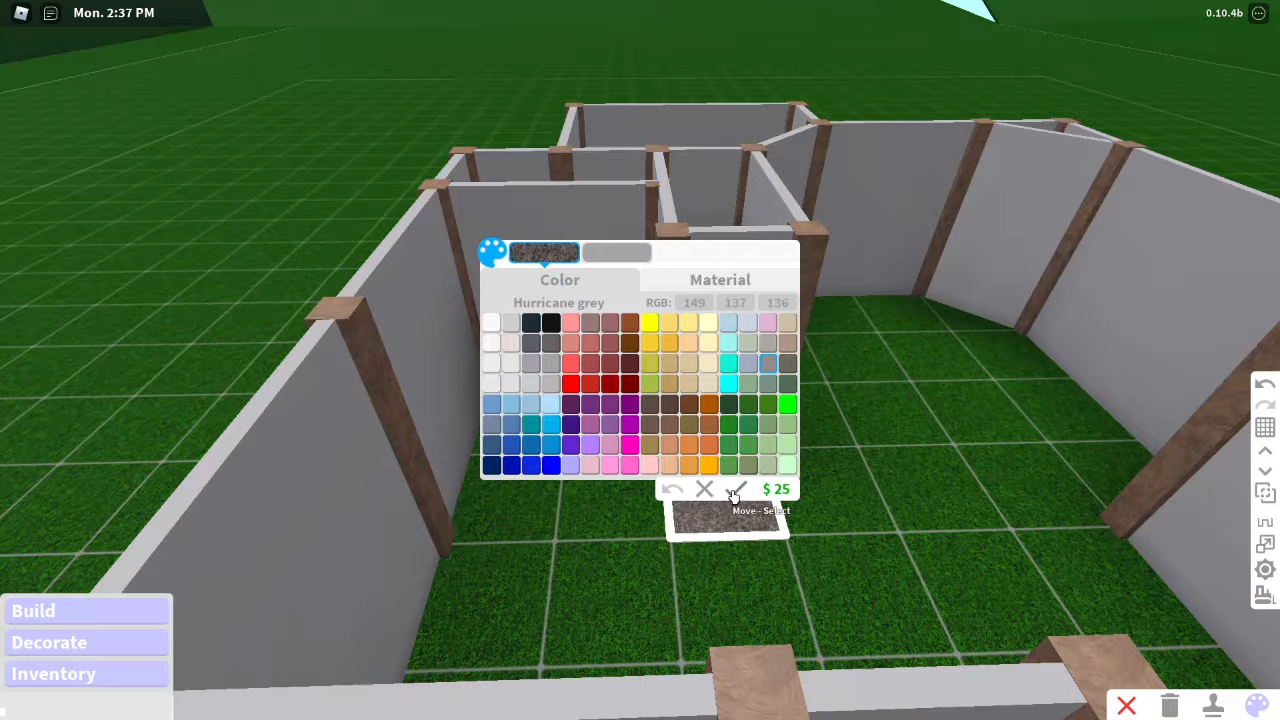 Mon. 2:37 PM
0.10.4b
Color
Material
Hurricane grey
RGB: 149 137 136
$ 25
Move - Select
Build
Decorate
Inventory